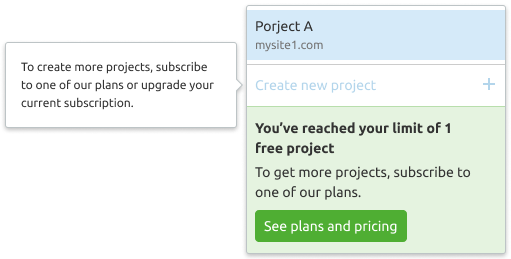 To create more projects, subscribe
to one of our plans or upgrade your
current subscription.
Porject A
mysite1.com
Create new project +
You’ve reached your limit of 1
free project
To get more projects, subscribe to
one of our plans.
See plans and pricing